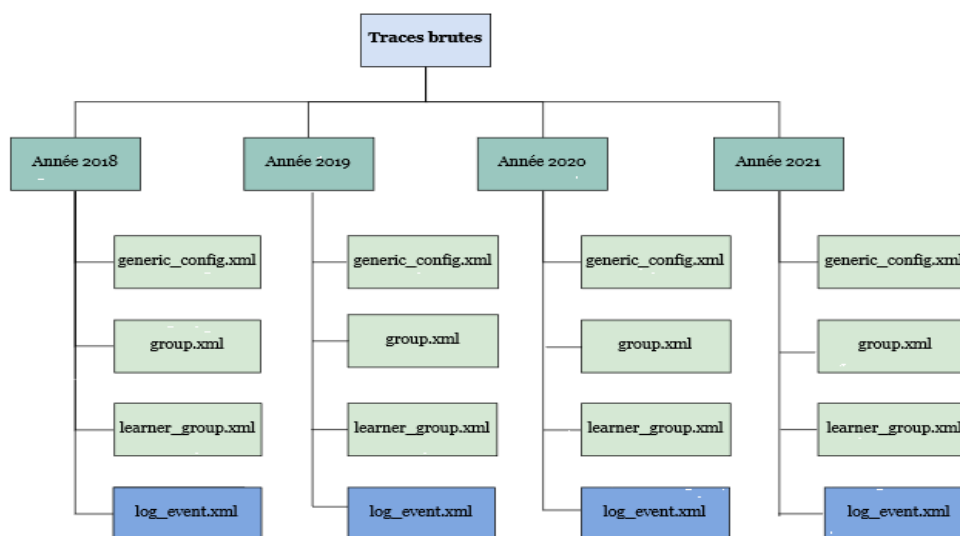 Traces brutes
Année 2018
Année 2019
Année 2020
Année 2021
generic_config.xml
generic_config.xml
generic_config.xml
generic_config.xml
group.xml
group.xml
group.xml
group.xml
learner_group.xml
learner_group.xml
learner_group.xml
learner_group.xml
log_event.xml
log_event.xml
log_event.xml
log_event.xml